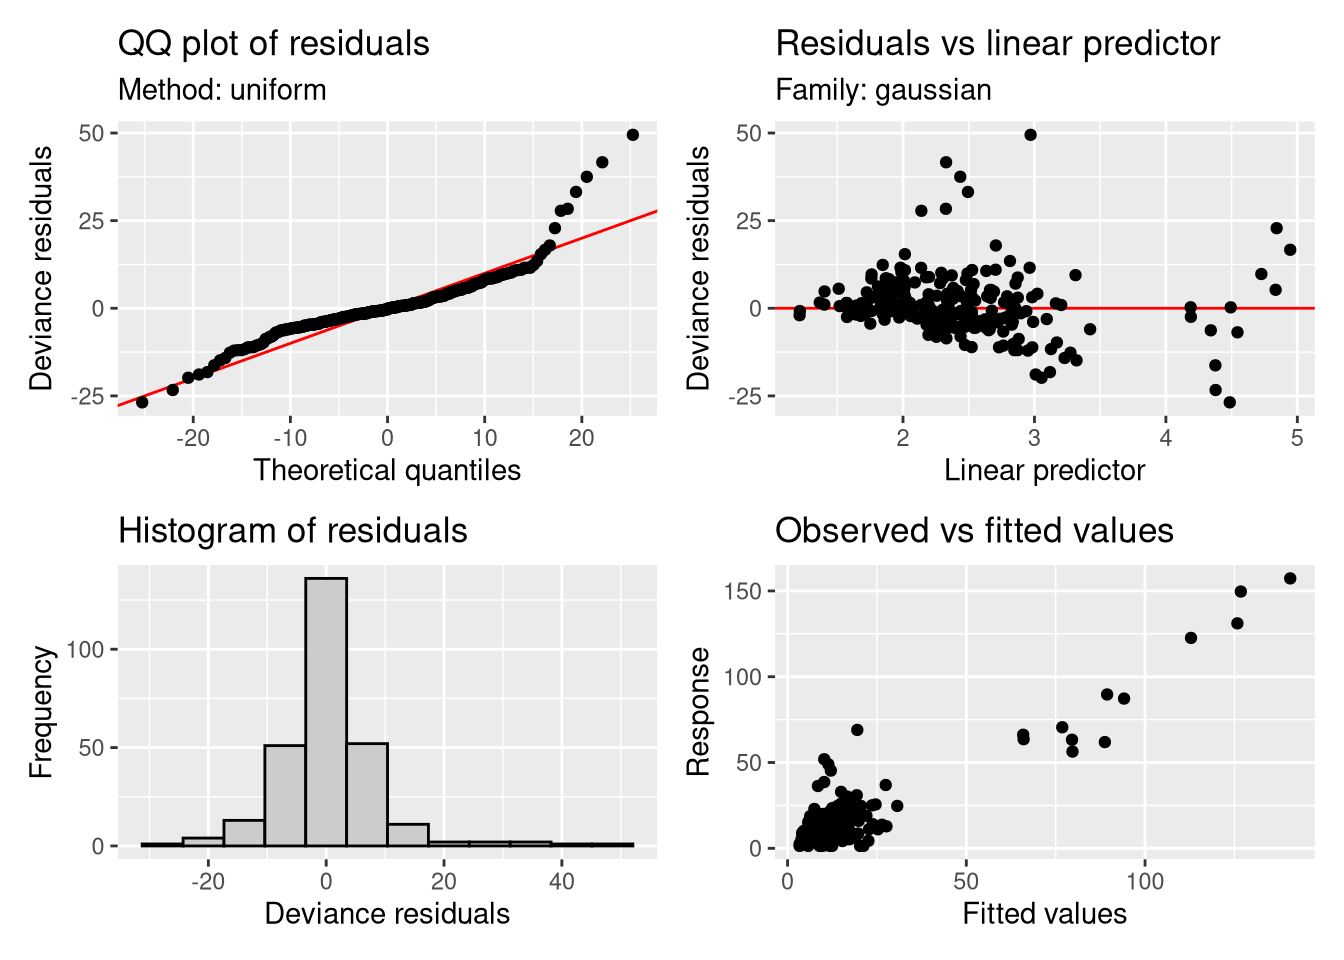 QQ plot of residuals
Method: uniform
50
25
0
-25
Deviance residuals
-20
-10
0
10
20
Theoretical quantiles
Residuals vs linear predictor
Family: gaussian
50
25
0
-25
Deviance residuals
2
3
4
5
Linear predictor
Histogram of residuals
100
50
0
Frequency
-20
0
20
40
Deviance residuals
Observed vs fitted values
150
100
50
0
Response
0
50
100
Fitted values